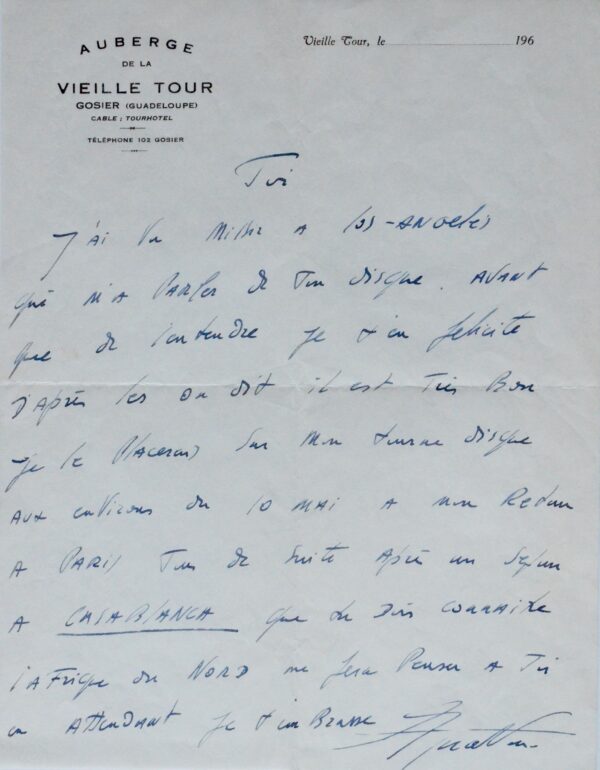 AUBERGE
DE LA
VIEILLE TOUR
GOSIER (GUADELOUPE)
CABLE : TOURHOTEL
TÉLÉPHONE 102 GOSIER
Vieille Tour, le 196
Toi
J'ai vu à Los-Angeles
qui m'a parler de ton disque. Avant
que de l'entendre je t'en felicite
D'après les on dit il est très Bon
Je le Placerais sur mon tourne disque
aux environs du 10 MAI a mon Retour
A PARIS Tout de suite Après un sejour
A CASABLANCA que tu Dois connaitre
l'AFrique du NORD me fera Penser a Toi
en Attendant je t'emBrasse